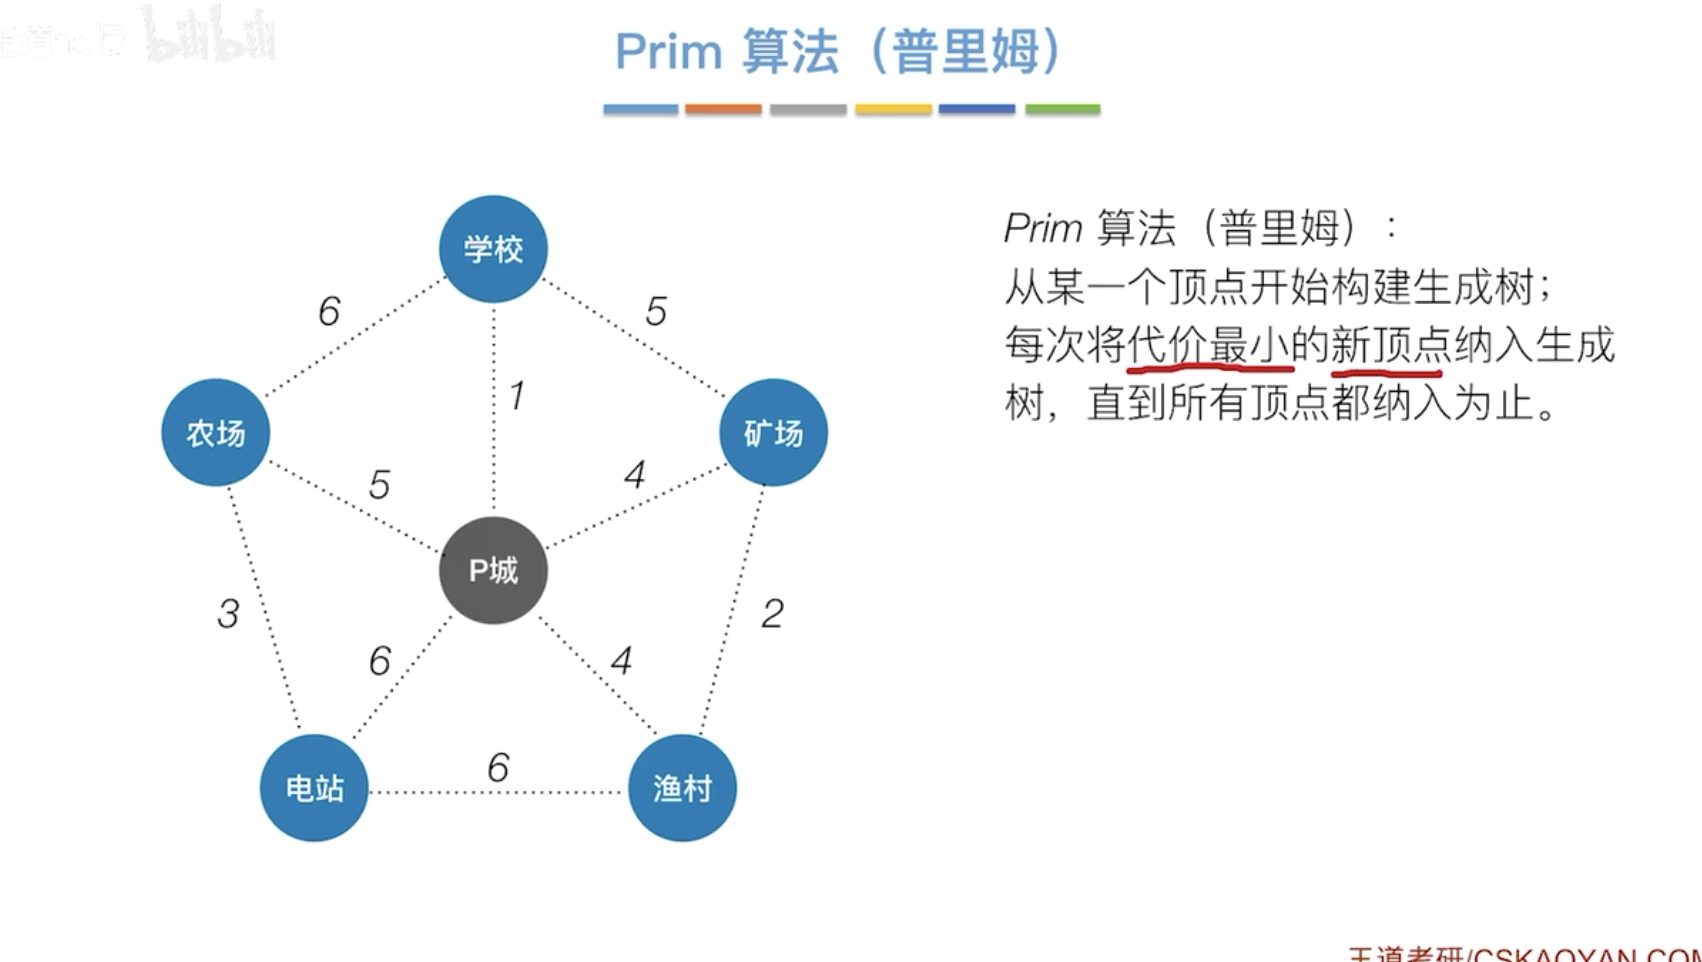 bilibili
Prim 算法（普里姆）
学校
6
5
1
农场
矿场
5
4
P城
3
2
6
4
电站
6
渔村
Prim 算法（普里姆）：
从某一个顶点开始构建生成树；
每次将代价最小的新顶点纳入生成
树，直到所有顶点都纳入为止。
王道考研/CSKAOYAN.COM